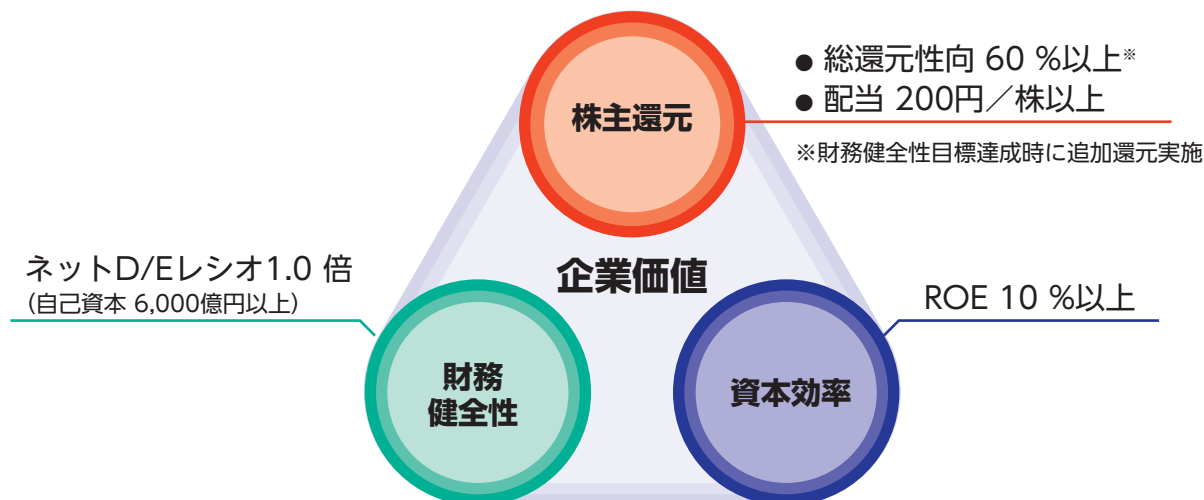 株主還元
● 総還元性向 60 %以上※
● 配当 200円／株以上
※財務健全性目標達成時に追加還元実施
企業価値
ネットD/Eレシオ1.0 倍
（自己資本 6,000億円以上）
財務
健全性
ROE 10 %以上
資本効率